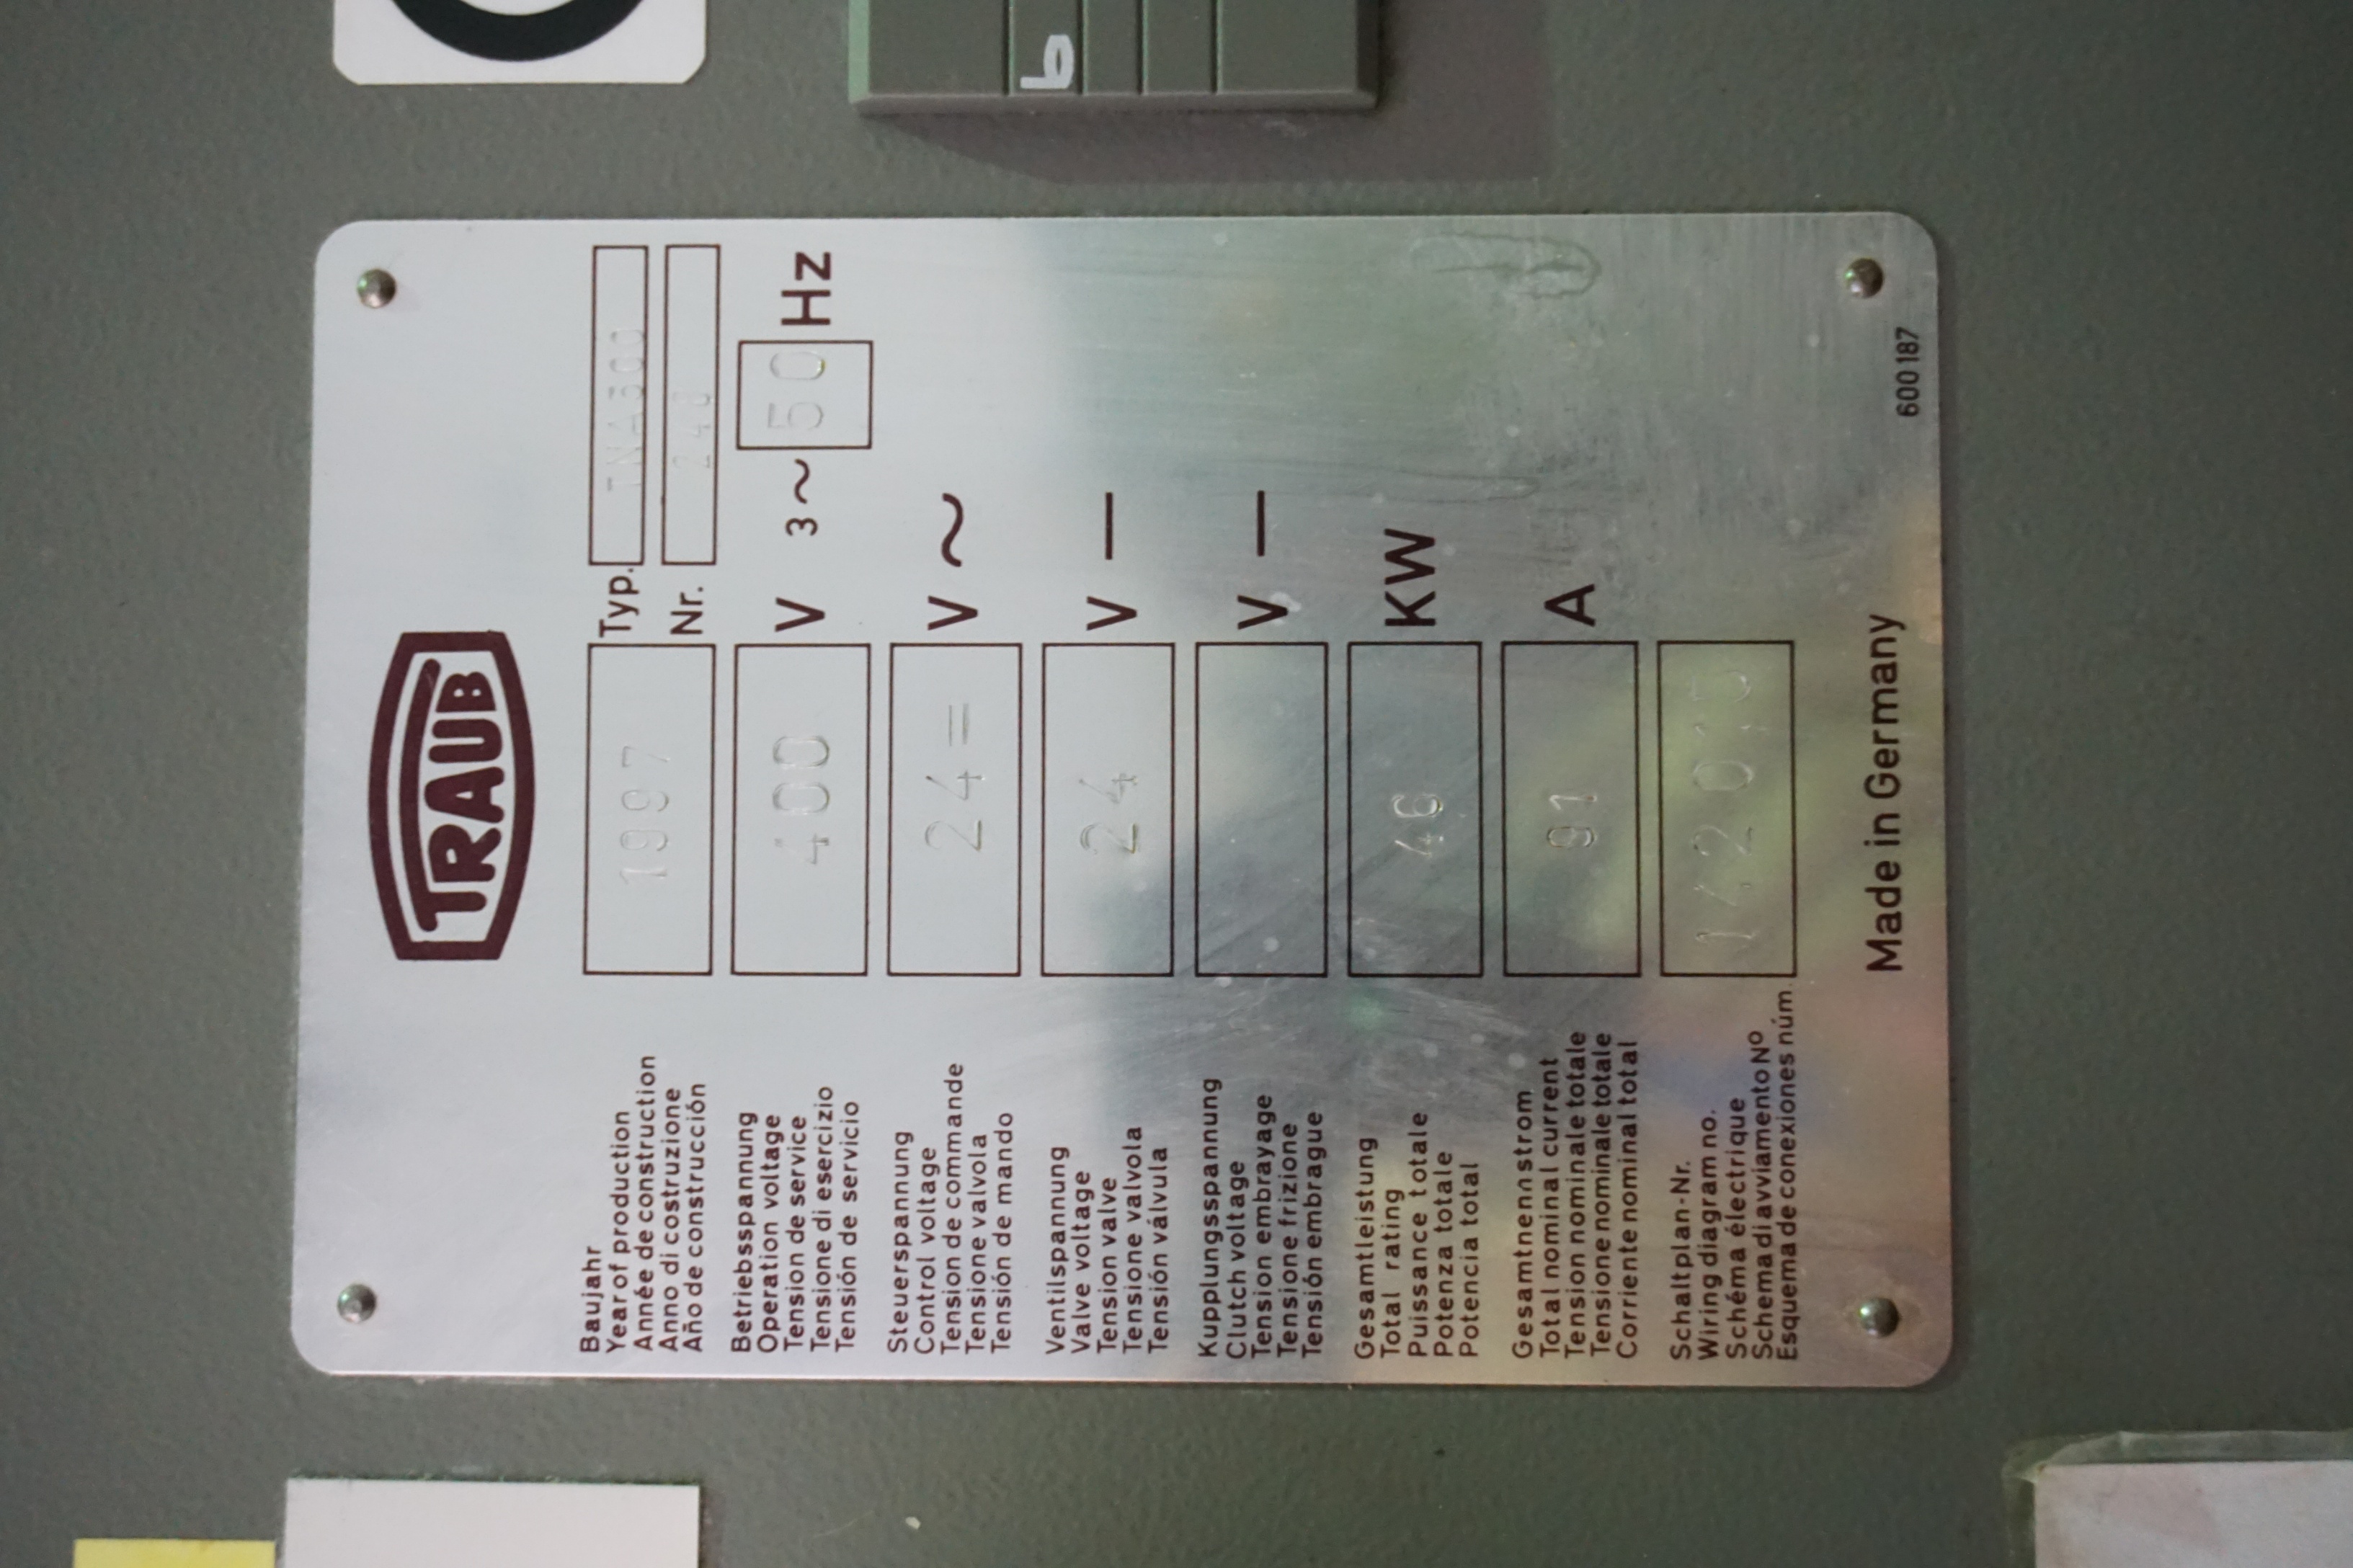 6
TRAUB
Baujahr
Year of production
Année de construction
Anno di costruzione
Año de construcción
1997
Typ. TNA300
Nr.
Betriebsspannung
Operation voltage
Tension de service
Tensione di esercizio
Tensión de servicio
400
V 3~ 50 Hz
Steuerspannung
Control voltage
Tension de commande
Tensione valvola
Tensión de mando
24=
V ~
Ventilspannung
Valve voltage
Tension valve
Tensione valvola
Tensión válvula
24
V —
Kupplungsspannung
Clutch voltage
Tension embrayage
Tensione frizione
Tensión embrague
V —
Gesamtleistung
Total rating
Puissance totale
Potenza totale
Potencia total
46
KW
Gesamtnennstrom
Total nominal current
Tension nominale totale
Tensione nominale totale
Corriente nominal total
91
A
Schaltplan-Nr.
Wiring diagram no.
Schéma électrique
Schema di avviamento Nº
Esquema de conexiones núm.
Made in Germany
600187